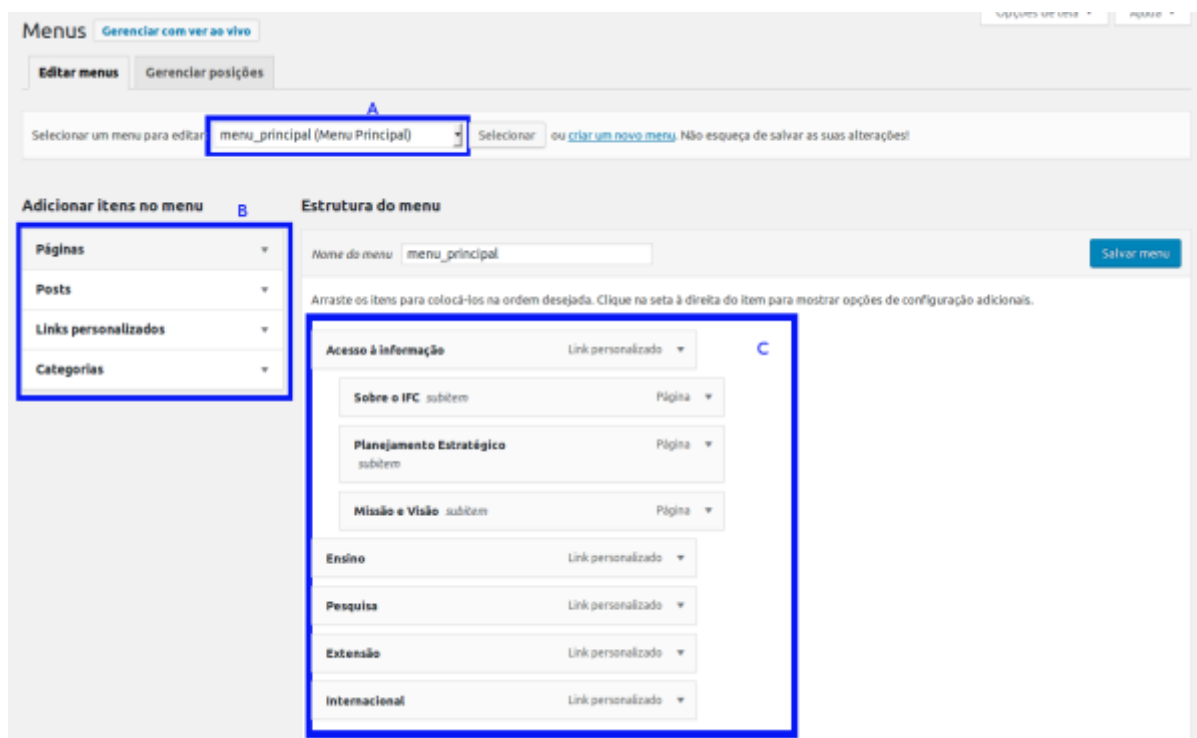 Opções de tela Ajuda
Menus Gerenciar com ver ao vivo
Editar menus Gerenciar posições
A
Selecionar um menu para editar menu_principal (Menu Principal) Selecionar ou criar um novo menu. Não esqueça de salvar as suas alterações!
Adicionar itens no menu B Estrutura do menu
Páginas
Nome do menu menu_principal Salvar menu
Posts
Arraste os itens para colocá-los na ordem desejada. Clique na seta à direita do item para mostrar opções de configuração adicionais.
Links personalizados
Acesso à informação Link personalizado C
Categorias
Sobre o IFC subitem Página
Planejamento Estratégico Página
subitem
Missão e Visão subitem Página
Ensino Link personalizado
Pesquisa Link personalizado
Extensão Link personalizado
Internacional Link personalizado